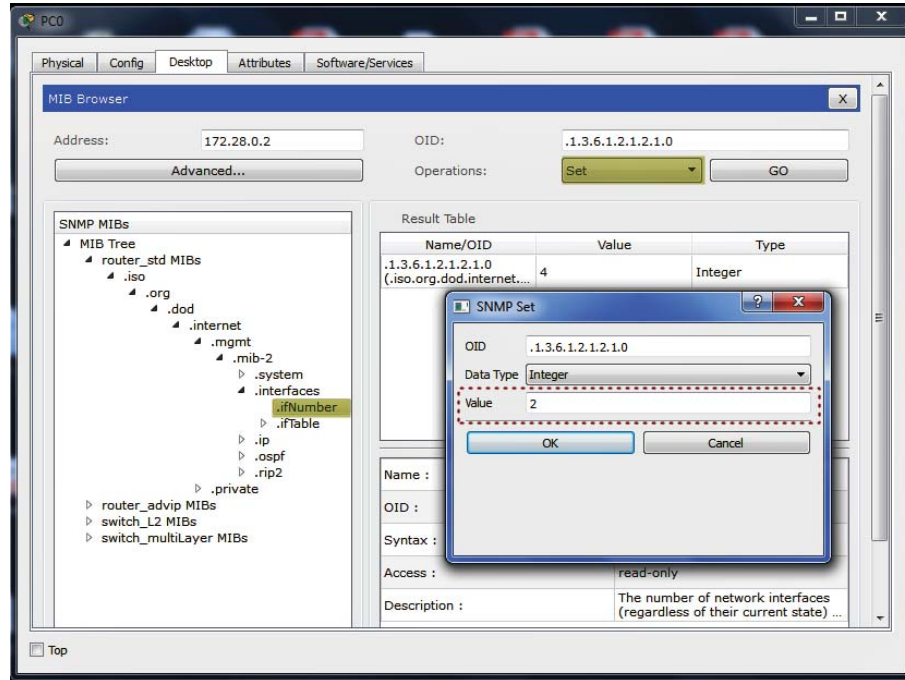 PC0
Physical Config Desktop Attributes Software/Services
MIB Browser X
Address: 172.28.0.2 OID: .1.3.6.1.2.1.2.1.0
Advanced... Operations: Set GO
SNMP MIBs
MIB Tree
router_std MIBs
.iso
.org
.dod
.internet
.mgmt
.mib-2
.system
.interfaces
.ifNumber
.ifTable
.ip
.ospf
.rip2
.private
router_advip MIBs
switch_L2 MIBs
switch_multiLayer MIBs
Result Table
Name/OID Value Type
.1.3.6.1.2.1.2.1.0 4 Integer
(.iso.org.dod.internet....
SNMP Set ? X
OID .1.3.6.1.2.1.2.1.0
Data Type Integer
Value 2
OK Cancel
Name :
OID :
Syntax :
Access : read-only
Description : The number of network interfaces
(regardless of their current state) ...
Top